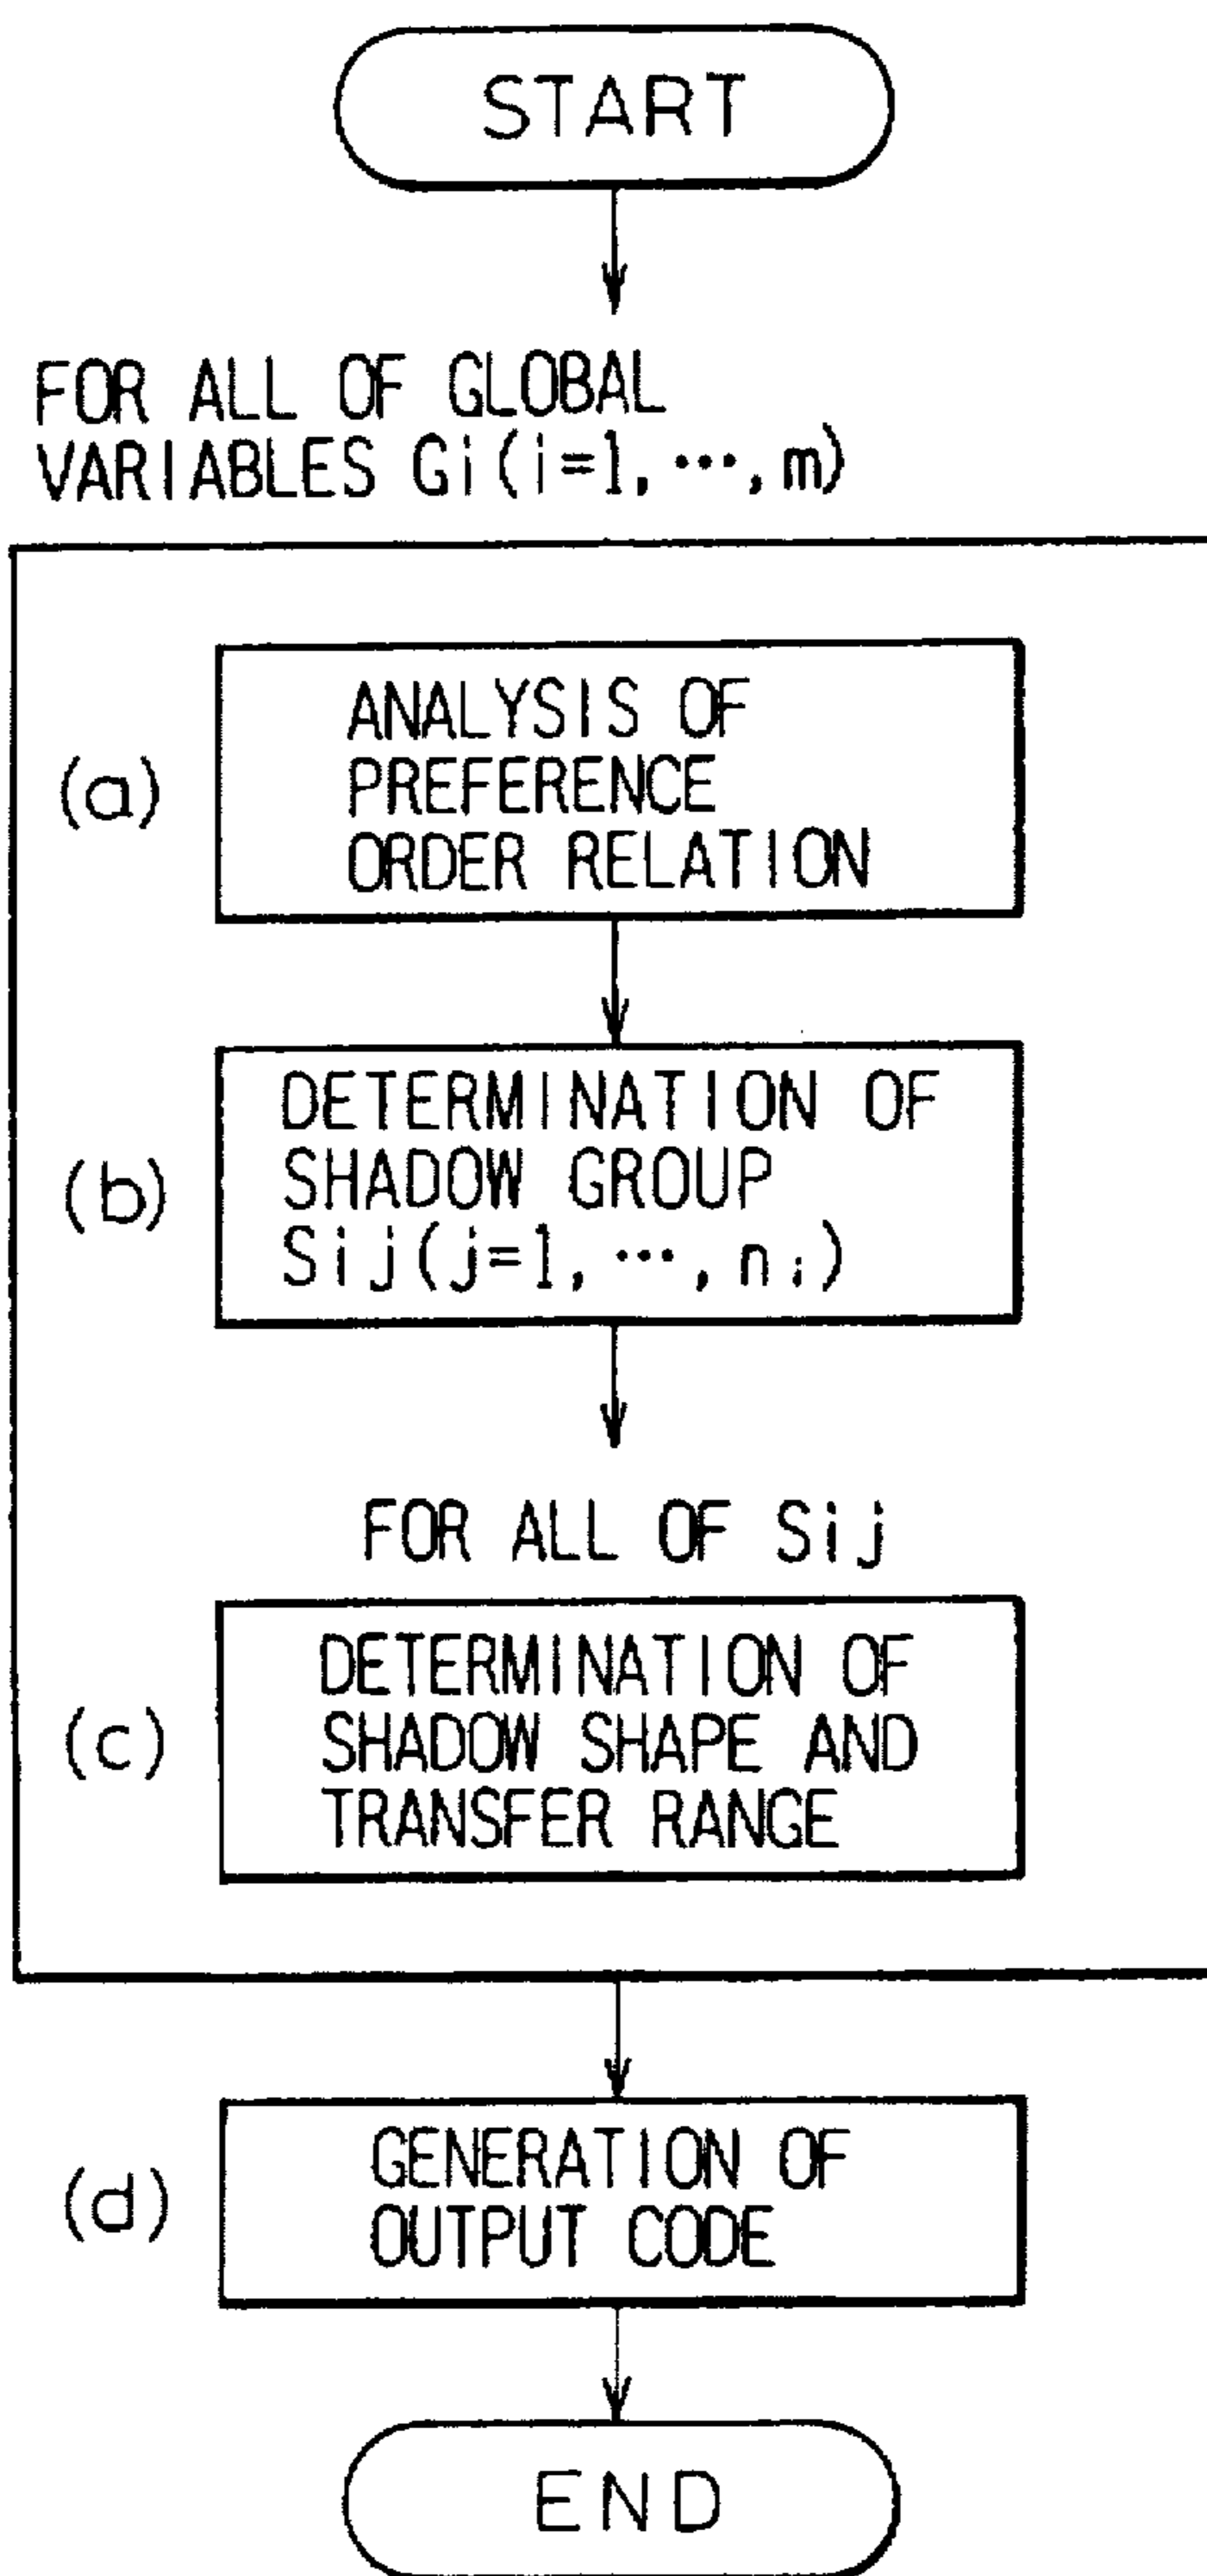 START
FOR ALL OF GLOBAL
VARIABLES Gi(i=1, ···, m)
(a)
ANALYSIS OF
PREFERENCE
ORDER RELATION
(b)
DETERMINATION OF
SHADOW GROUP
Sij(j=1, ···, ni)
FOR ALL OF Sij
(c)
DETERMINATION OF
SHADOW SHAPE AND
TRANSFER RANGE
(d)
GENERATION OF
OUTPUT CODE
END